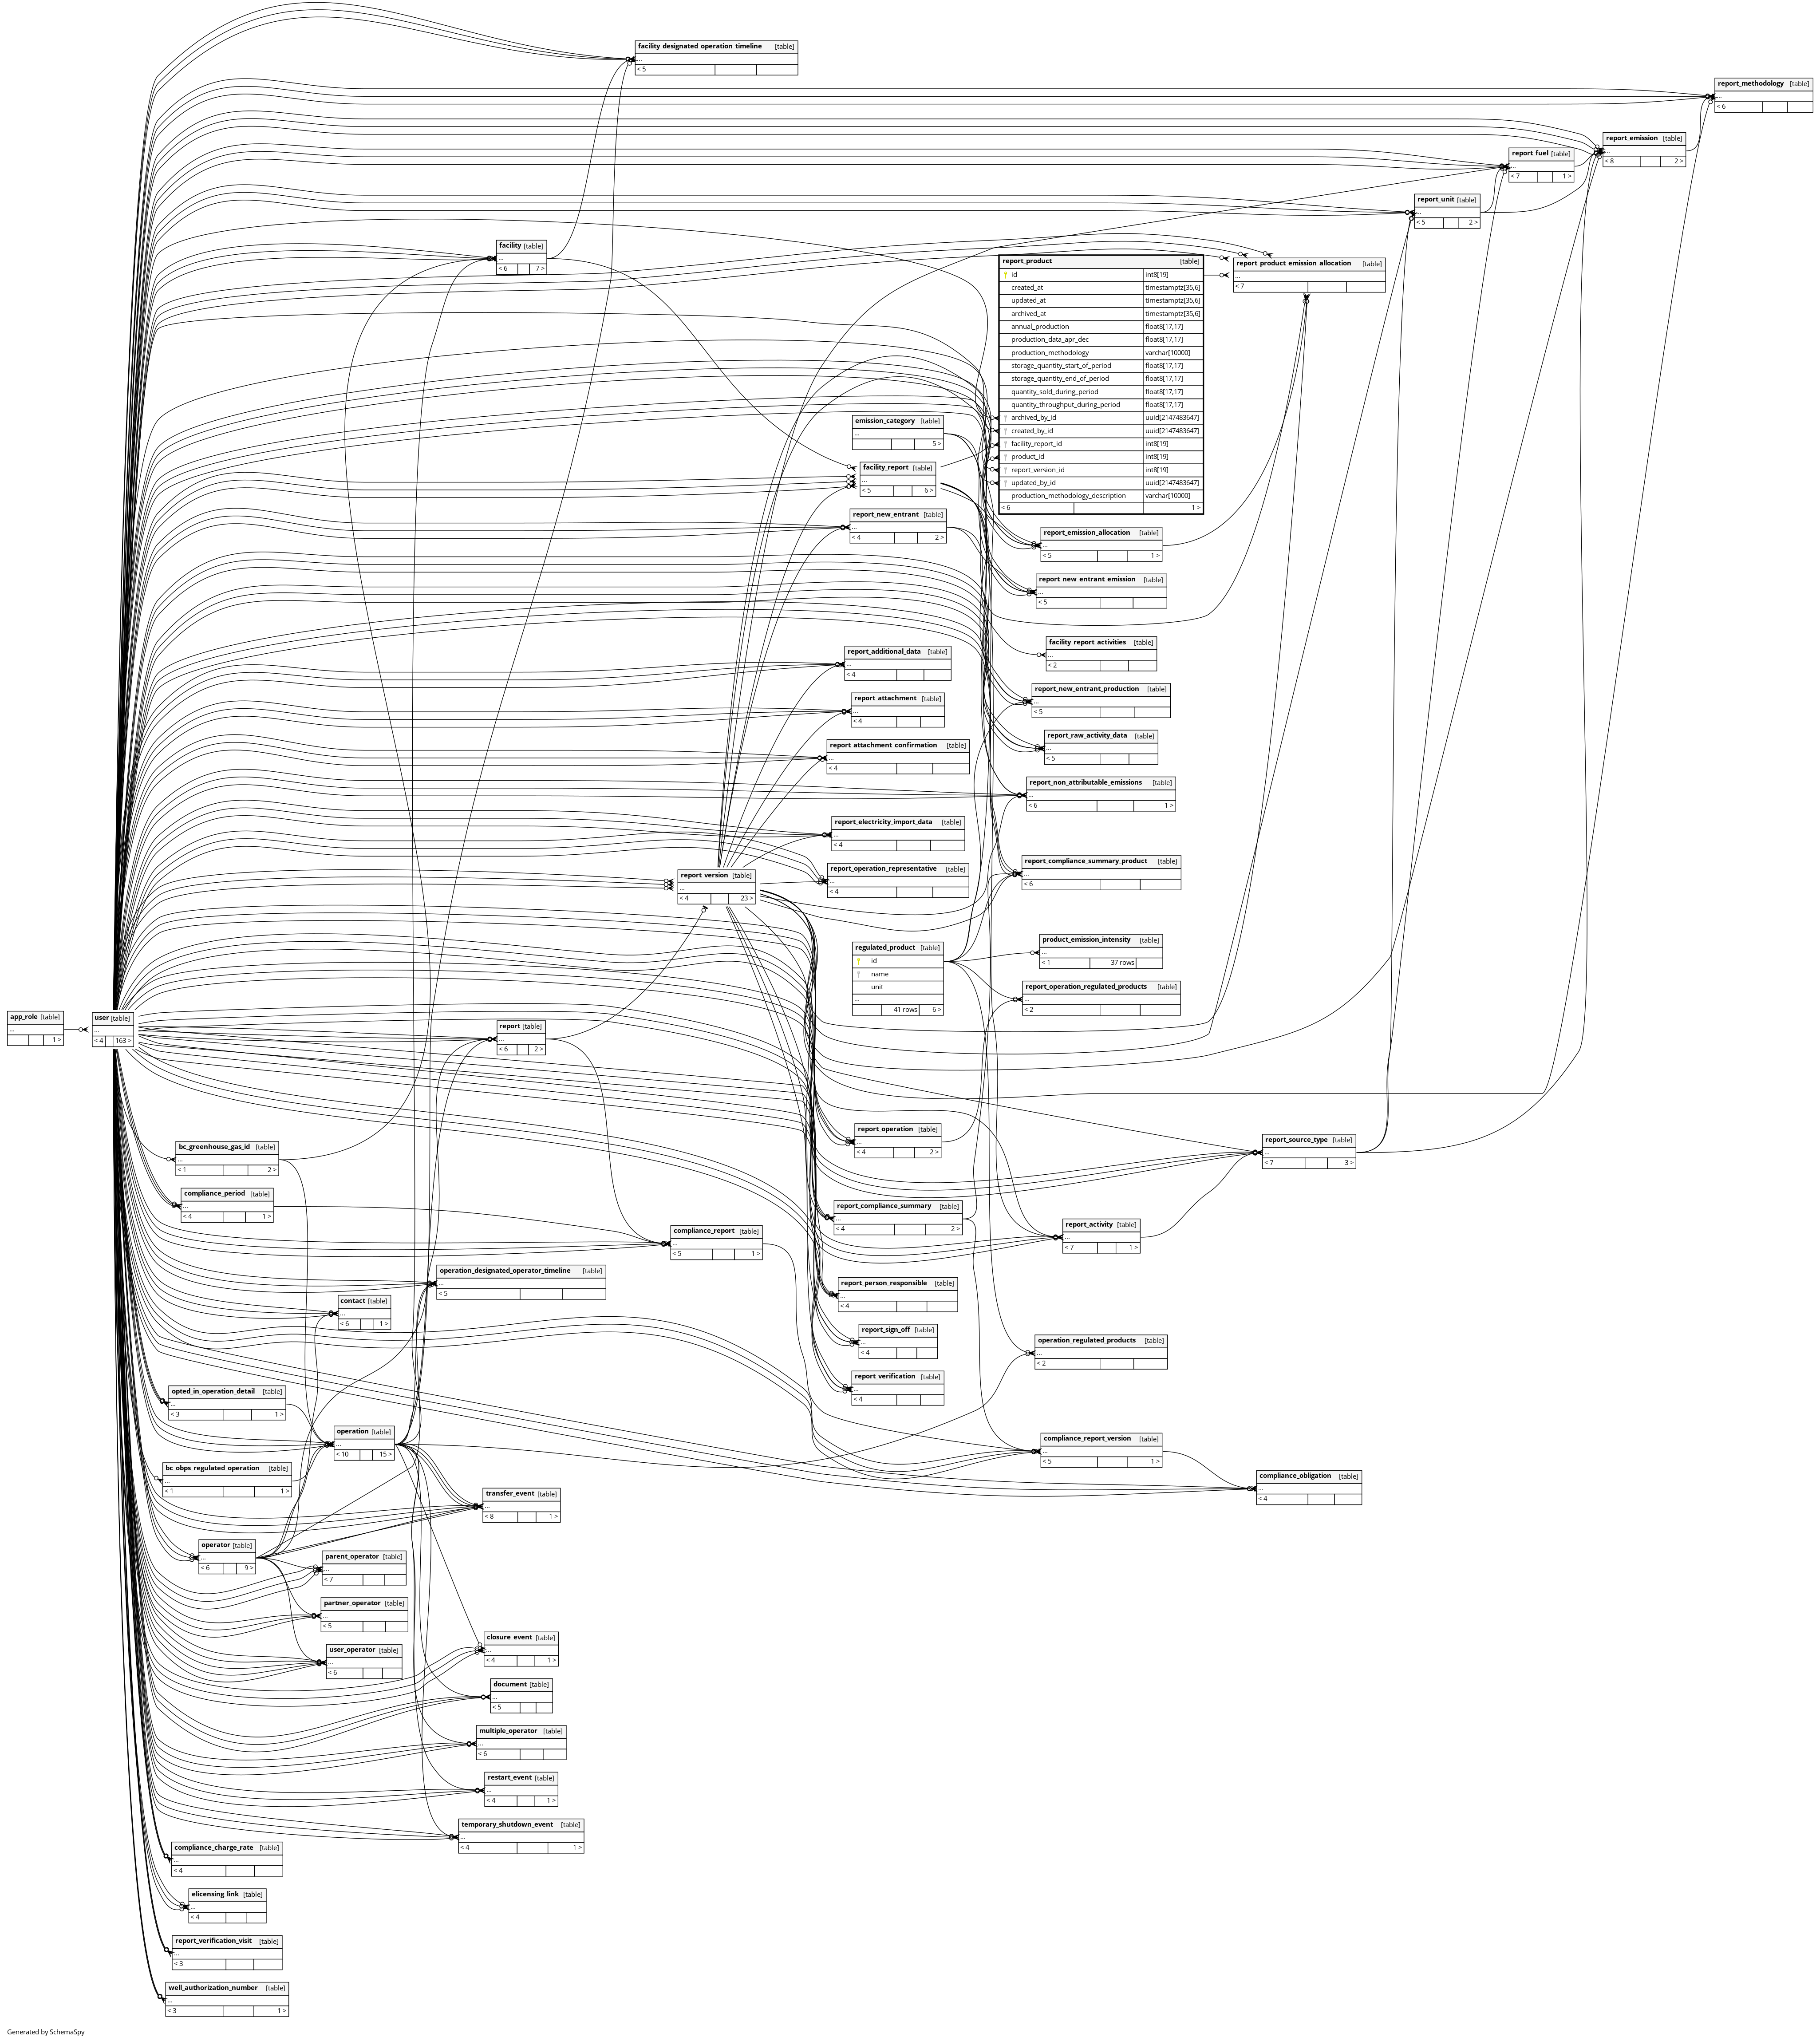 facility_designated_operation_timeline [table]
...
< 5
report_methodology [table]
...
< 6
report_emission [table]
...
< 8 2 >
report_fuel [table]
...
< 7 1 >
report_unit [table]
...
< 5 2 >
facility [table]
...
< 6 7 >
report_product [table]
id int8[19]
created_at timestamptz[35,6]
updated_at timestamptz[35,6]
archived_at timestamptz[35,6]
annual_production float8[17,17]
production_data_apr_dec float8[17,17]
production_methodology varchar[10000]
storage_quantity_start_of_period float8[17,17]
storage_quantity_end_of_period float8[17,17]
quantity_sold_during_period float8[17,17]
quantity_throughput_during_period float8[17,17]
archived_by_id uuid[2147483647]
created_by_id uuid[2147483647]
facility_report_id int8[19]
product_id int8[19]
report_version_id int8[19]
updated_by_id uuid[2147483647]
production_methodology_description varchar[10000]
< 6 1 >
report_product_emission_allocation [table]
...
< 7
emission_category [table]
...
5 >
facility_report [table]
...
< 5 6 >
report_new_entrant [table]
...
< 4 2 >
report_emission_allocation [table]
...
< 5 1 >
report_new_entrant_emission [table]
...
< 5
facility_report_activities [table]
...
< 2
report_additional_data [table]
...
< 4
report_new_entrant_production [table]
...
< 5
report_attachment [table]
...
< 4
report_raw_activity_data [table]
...
< 5
report_attachment_confirmation [table]
...
< 4
report_non_attributable_emissions [table]
...
< 6 1 >
report_electricity_import_data [table]
...
< 4
report_compliance_summary_product [table]
...
< 6
report_operation_representative [table]
...
< 4
report_version [table]
...
< 4 23 >
product_emission_intensity [table]
...
< 1 37 rows
regulated_product [table]
id
name
unit
...
41 rows 6 >
report_operation_regulated_products [table]
...
< 2
app_role [table]
...
1 >
user [table]
...
< 4 163 >
report [table]
...
< 6 2 >
report_operation [table]
...
< 4 2 >
report_source_type [table]
...
< 7 3 >
bc_greenhouse_gas_id [table]
...
< 1 2 >
compliance_period [table]
...
< 4 1 >
report_compliance_summary [table]
...
< 4 2 >
report_activity [table]
...
< 7 1 >
compliance_report [table]
...
< 5 1 >
operation_designated_operator_timeline [table]
...
< 5
report_person_responsible [table]
...
< 4
contact [table]
...
< 6 1 >
report_sign_off [table]
...
< 4
operation_regulated_products [table]
...
< 2
report_verification [table]
...
< 4
opted_in_operation_detail [table]
...
< 3 1 >
operation [table]
...
< 10 15 >
compliance_report_version [table]
...
< 5 1 >
bc_obps_regulated_operation [table]
...
< 1 1 >
compliance_obligation [table]
...
< 4
transfer_event [table]
...
< 8 1 >
operator [table]
...
< 6 9 >
parent_operator [table]
...
< 7
partner_operator [table]
...
< 5
user_operator [table]
...
< 6
closure_event [table]
...
< 4 1 >
document [table]
...
< 5
multiple_operator [table]
...
< 6
restart_event [table]
...
< 4 1 >
temporary_shutdown_event [table]
...
< 4 1 >
compliance_charge_rate [table]
...
< 4
elicensing_link [table]
...
< 4
report_verification_visit [table]
...
< 3
well_authorization_number [table]
...
< 3 1 >
Generated by SchemaSpy